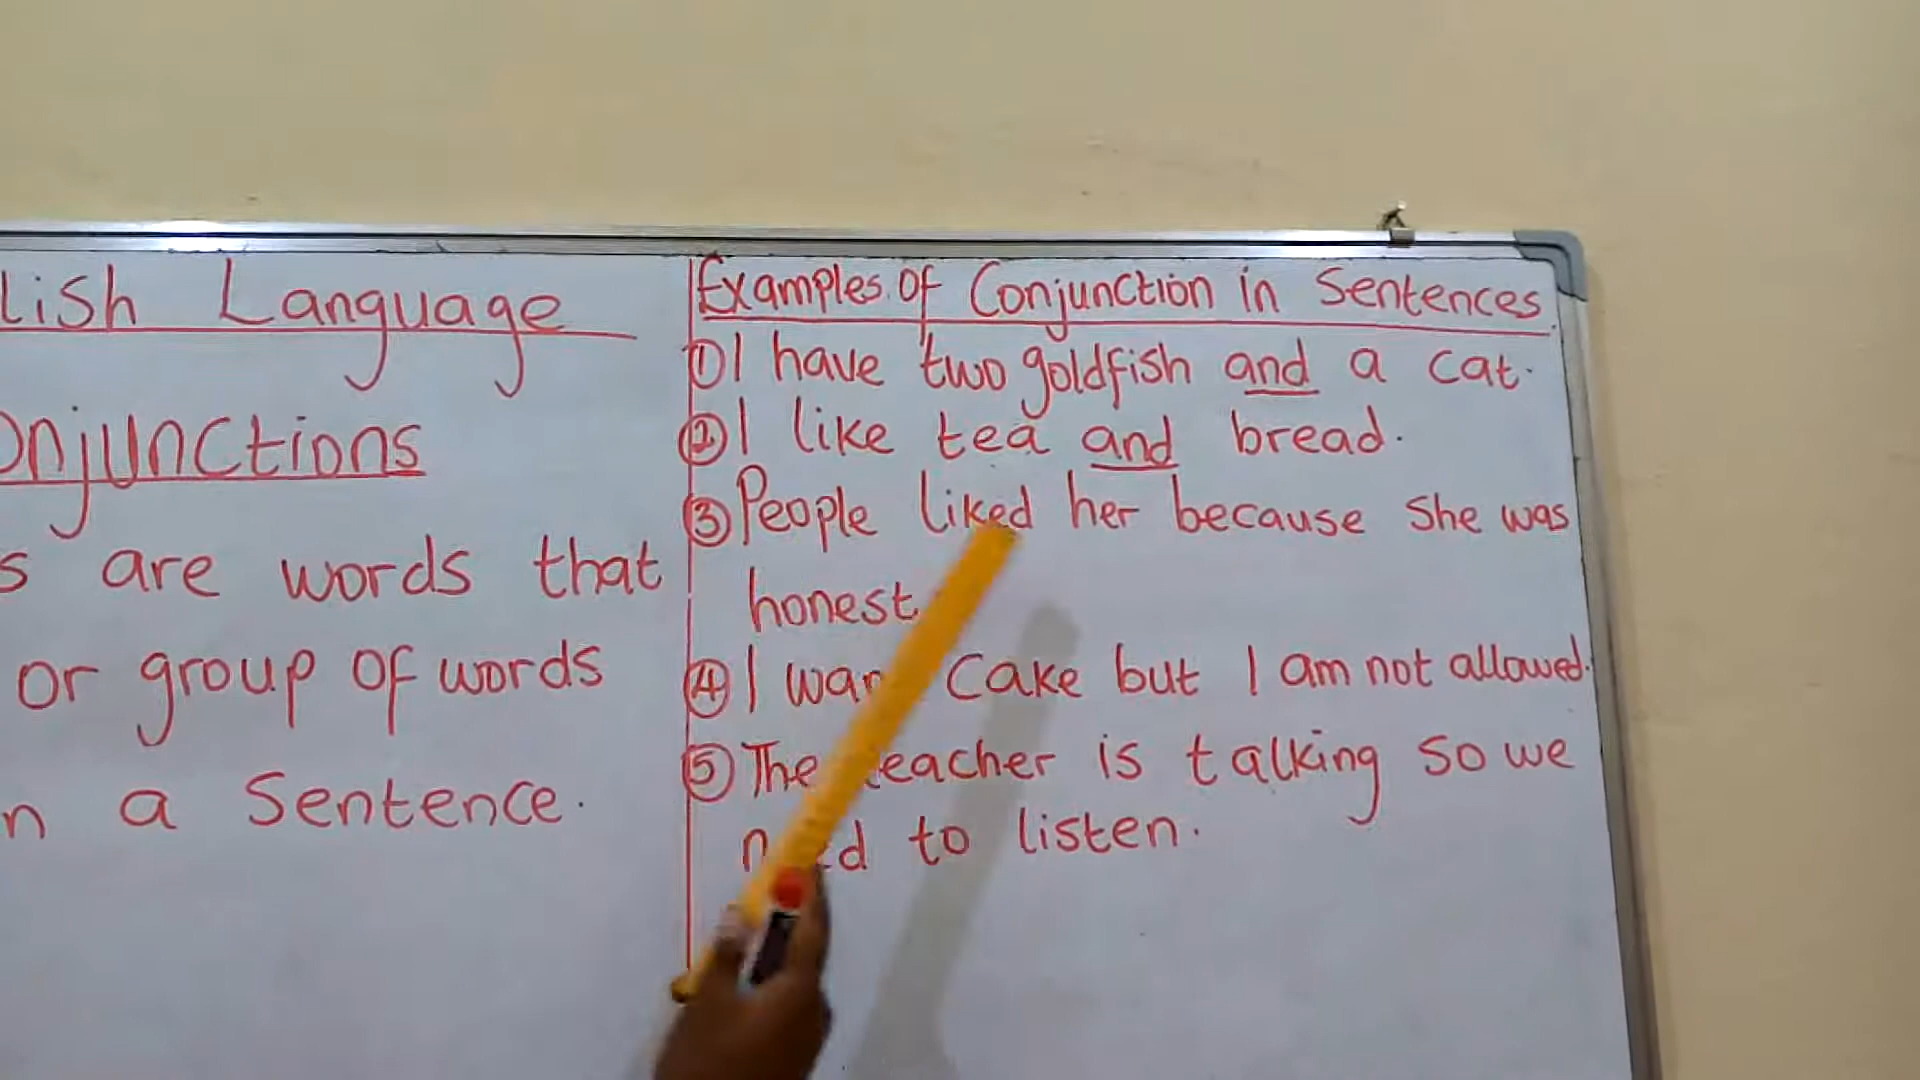 lish Language
onjunctions
s are words that
or group of words
n a Sentence.
Examples of Conjunction in Sentences
① I have two goldfish and a cat.
② I like tea and bread.
③ People liked her because she was
honest
④ I wan Cake but I am not allowed.
⑤ The eacher is talking so we
n d to listen.